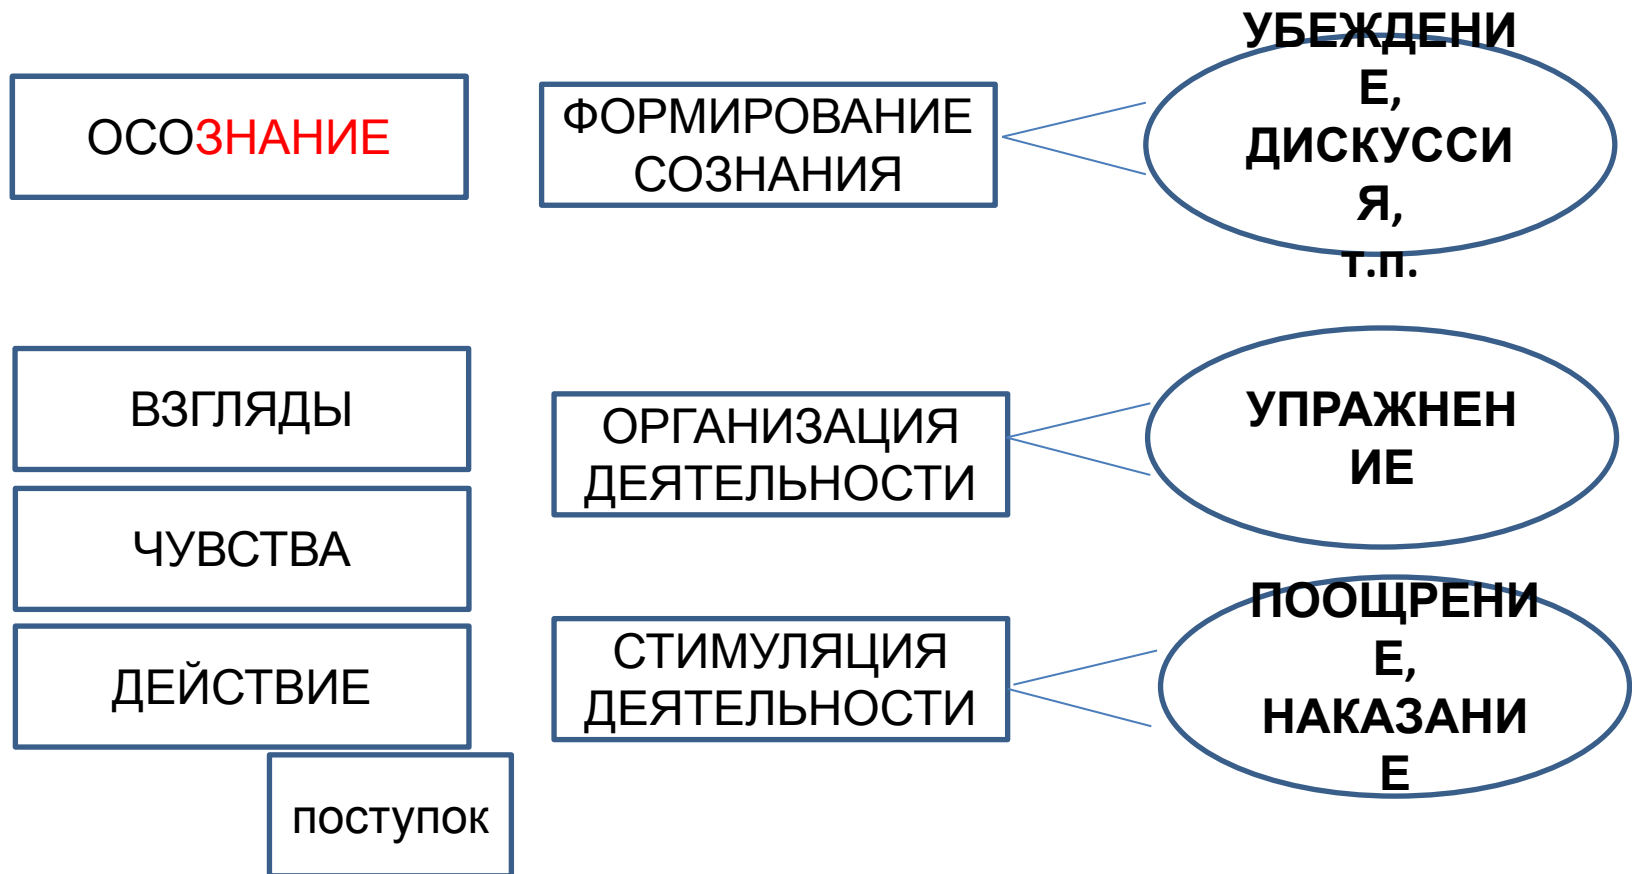 ОСОЗНАНИЕ
ФОРМИРОВАНИЕ
СОЗНАНИЯ
УБЕЖДЕНИ
Е,
ДИСКУССИ
Я,
т.п.
ВЗГЛЯДЫ
ЧУВСТВА
ДЕЙСТВИЕ
поступок
ОРГАНИЗАЦИЯ
ДЕЯТЕЛЬНОСТИ
УПРАЖНЕН
ИЕ
СТИМУЛЯЦИЯ
ДЕЯТЕЛЬНОСТИ
ПООЩРЕНИ
Е,
НАКАЗАНИ
Е